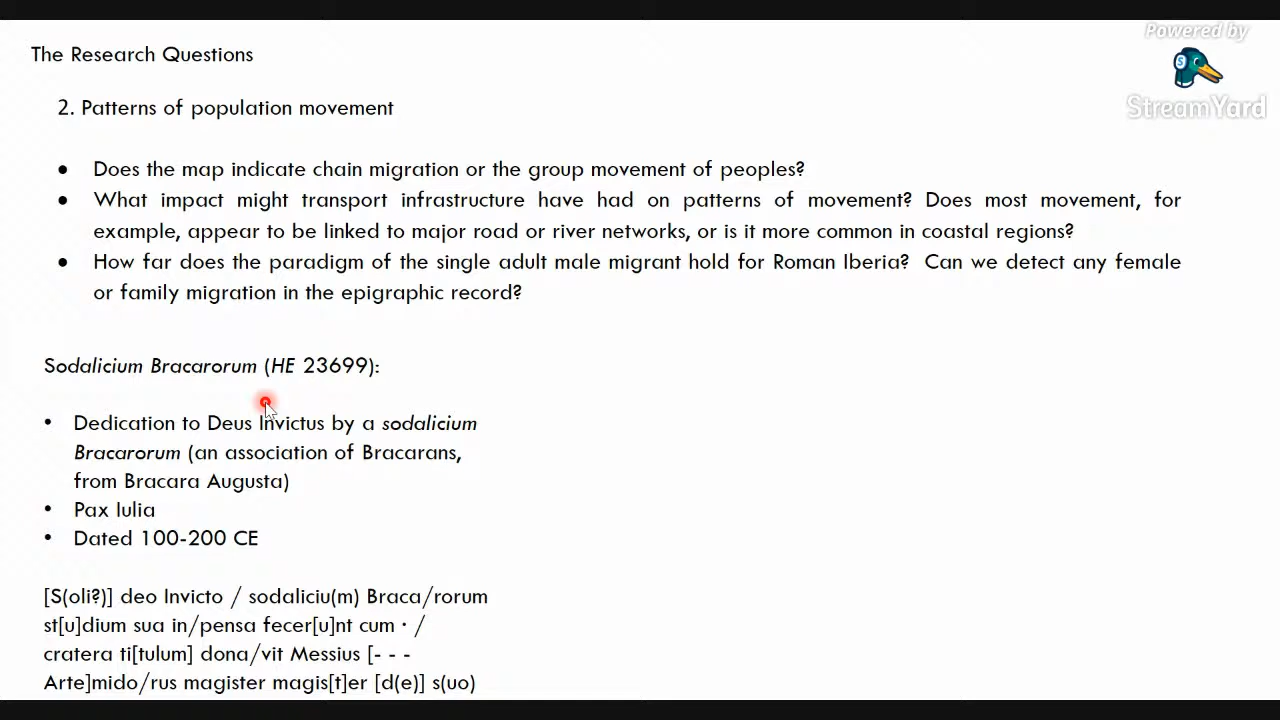 Powered by
StreamYard
The Research Questions
2. Patterns of population movement
● Does the map indicate chain migration or the group movement of peoples?
● What impact might transport infrastructure have had on patterns of movement? Does most movement, for
example, appear to be linked to major road or river networks, or is it more common in coastal regions?
● How far does the paradigm of the single adult male migrant hold for Roman Iberia? Can we detect any female
or family migration in the epigraphic record?
Sodalicium Bracarorum (HE 23699):
• Dedication to Deus Invictus by a sodalicium
Bracarorum (an association of Bracarans,
from Bracara Augusta)
• Pax Iulia
• Dated 100-200 CE
[S(oli?)] deo Invicto / sodaliciu(m) Braca/rorum
st[u]dium sua in/pensa fecer[u]nt cum · /
cratera ti[tulum] dona/vit Messius [- - -
Arte]mido/rus magister magis[t]er [d(e)] s(uo)